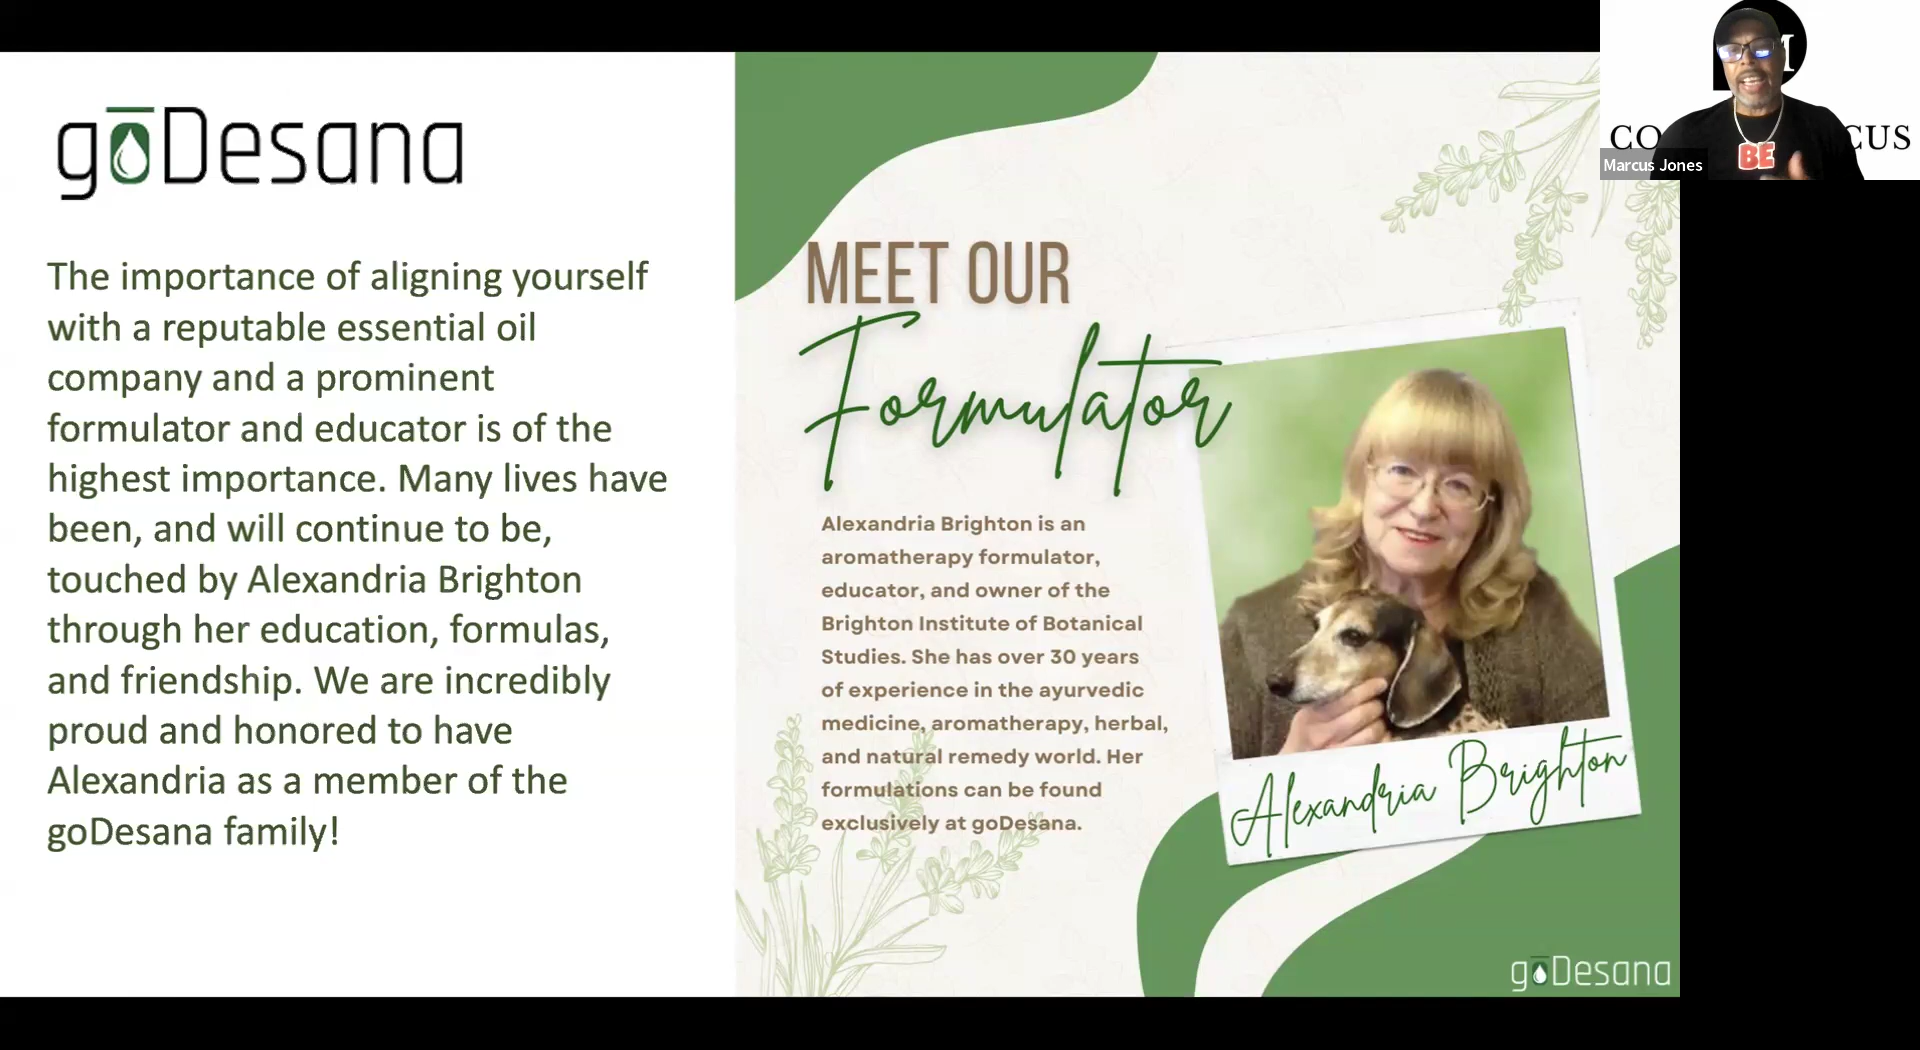 goDesana
The importance of aligning yourself
with a reputable essential oil
company and a prominent
formulator and educator is of the
highest importance. Many lives have
been, and will continue to be,
touched by Alexandria Brighton
through her education, formulas,
and friendship. We are incredibly
proud and honored to have
Alexandria as a member of the
goDesana family!
MEET OUR
Formulator
Alexandria Brighton is an
aromatherapy formulator,
educator, and owner of the
Brighton Institute of Botanical
Studies. She has over 30 years
of experience in the ayurvedic
medicine, aromatherapy, herbal,
and natural remedy world. Her
formulations can be found
exclusively at goDesana.
Alexandria Brighton
goDesana
CO CUS
BE
Marcus Jones